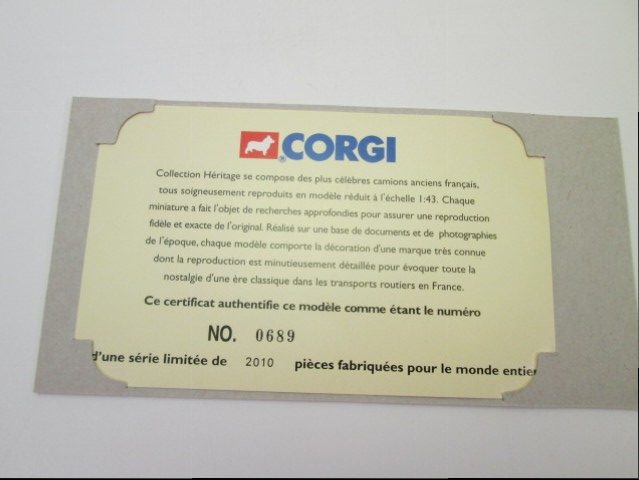 CORGI
Collection Héritage se compose des plus célèbres camions anciens français,
tous soigneusement reproduits en modèle réduit à l'échelle 1:43. Chaque
miniature a fait l'objet de recherches approfondies pour assurer une reproduction
fidèle et exacte de l'original. Réalisé sur une base de documents et de photographies
de l'époque, chaque modèle comporte la décoration d'une marque très connue
dont la reproduction est minutieusement détaillée pour évoquer toute la
nostalgie d'une ère classique dans les transports routiers en France.
Ce certificat authentifie ce modèle comme étant le numéro
NO. 0689
d'une série limitée de 2010 pièces fabriquées pour le monde entier